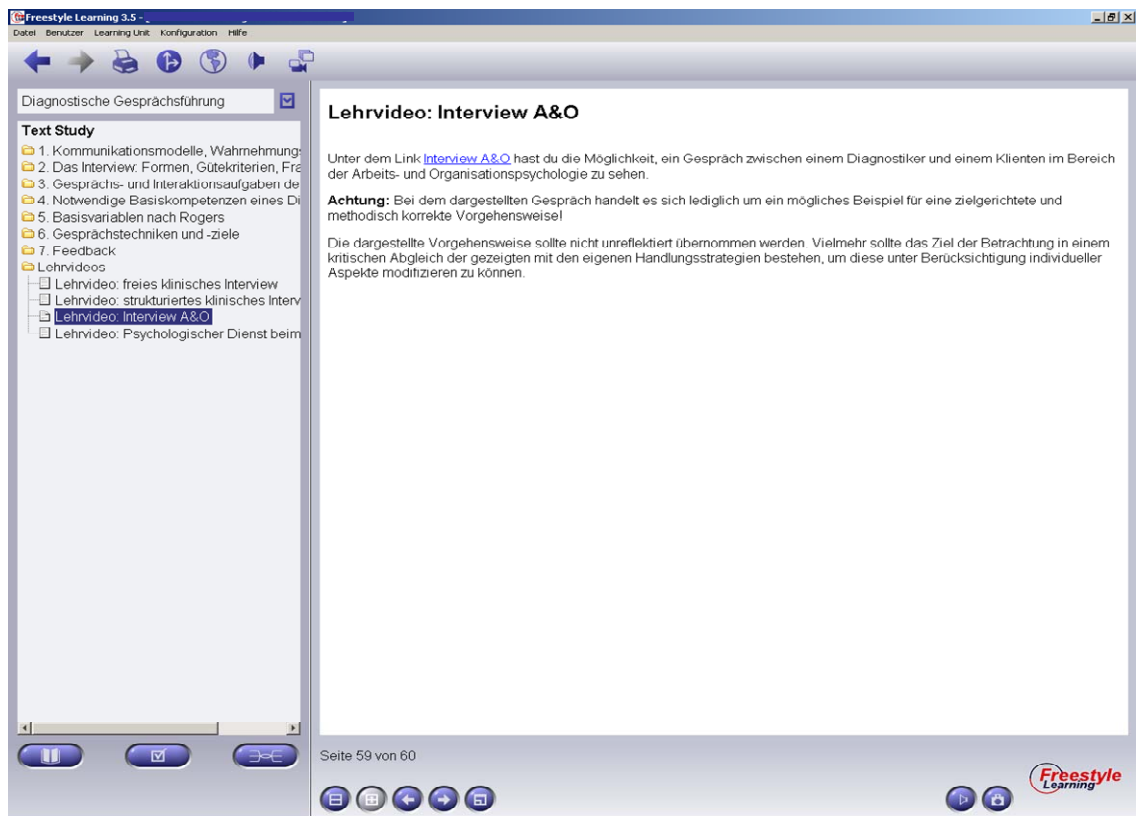 Freestyle Learning 3.5 -
Datei Benutzer Learning Unit Konfiguration Hilfe
Diagnostische Gesprächsführung
Text Study
1. Kommunikationsmodelle, Wahrnehmung
2. Das Interview: Formen, Gütekriterien, Fra
3. Gesprächs- und Interaktionsaufgaben de
4. Notwendige Basiskompetenzen eines Di
5. Basisvariablen nach Rogers
6. Gesprächstechniken und -ziele
7. Feedback
Lehrvideos
Lehrvideo: freies klinisches Interview
Lehrvideo: strukturiertes klinisches Interv
Lehrvideo: Interview A&O
Lehrvideo: Psychologischer Dienst beim
Lehrvideo: Interview A&O
Unter dem Link Interview A&O hast du die Möglichkeit, ein Gespräch zwischen einem Diagnostiker und einem Klienten im Bereich
der Arbeits- und Organisationspsychologie zu sehen.
Achtung: Bei dem dargestellten Gespräch handelt es sich lediglich um ein mögliches Beispiel für eine zielgerichtete und
methodisch korrekte Vorgehensweise!
Die dargestellte Vorgehensweise sollte nicht unreflektiert übernommen werden. Vielmehr sollte das Ziel der Betrachtung in einem
kritischen Abgleich der gezeigten mit den eigenen Handlungsstrategien bestehen, um diese unter Berücksichtigung individueller
Aspekte modifizieren zu können.
Seite 59 von 60
Freestyle
Learning